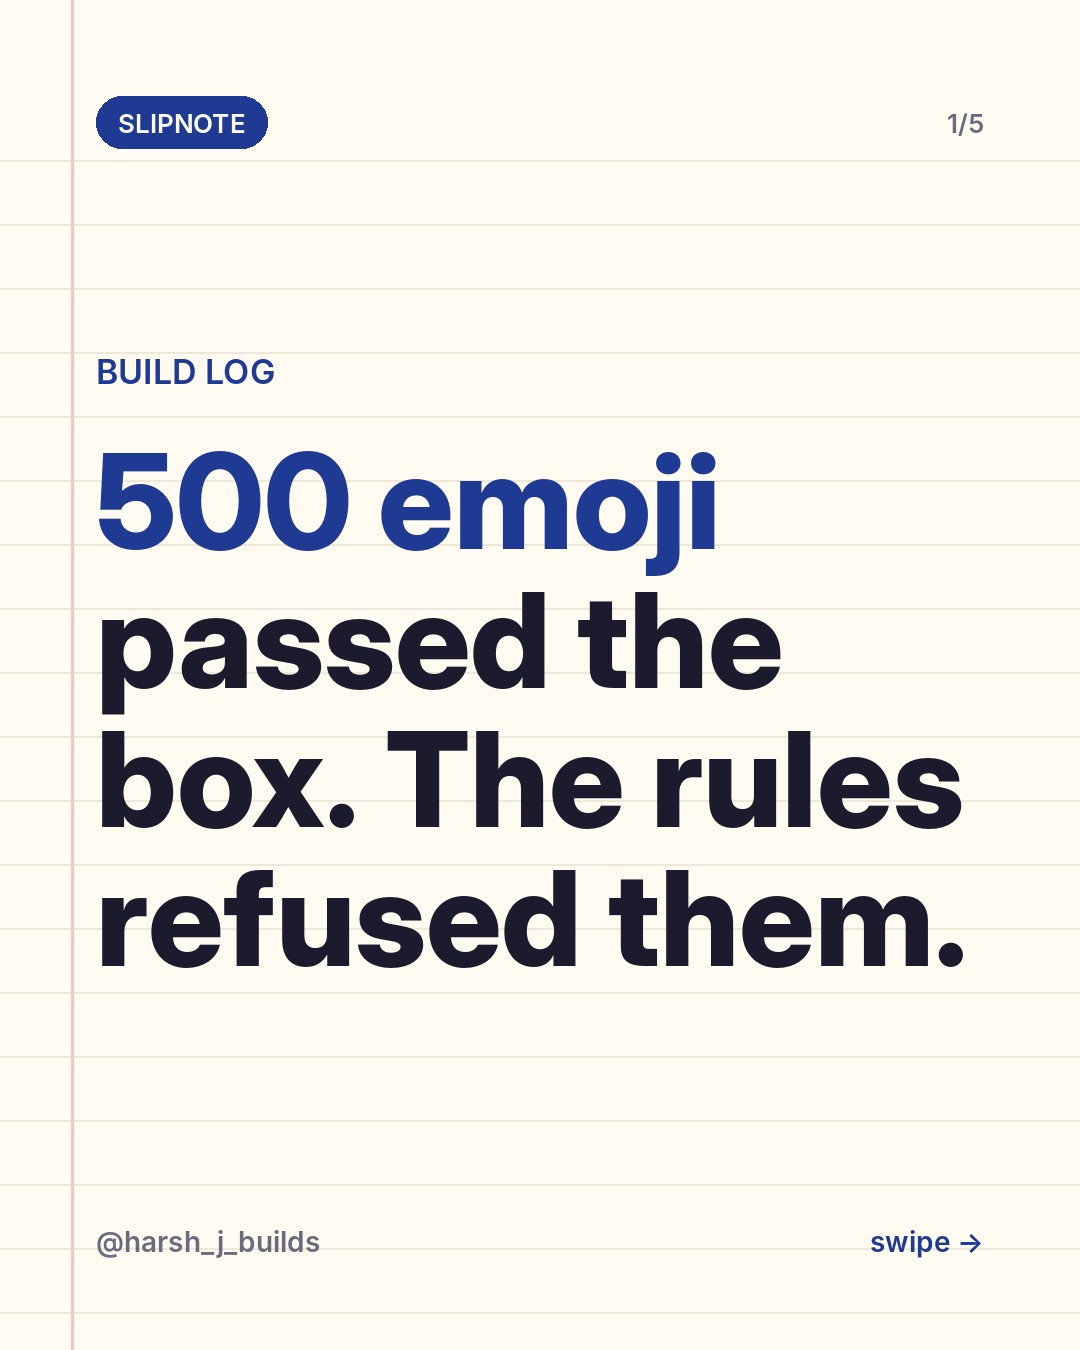 SLIPNOTE
1/5
BUILD LOG
500 emoji
passed the
box. The rules
refused them.
@harsh_j_builds
swipe →